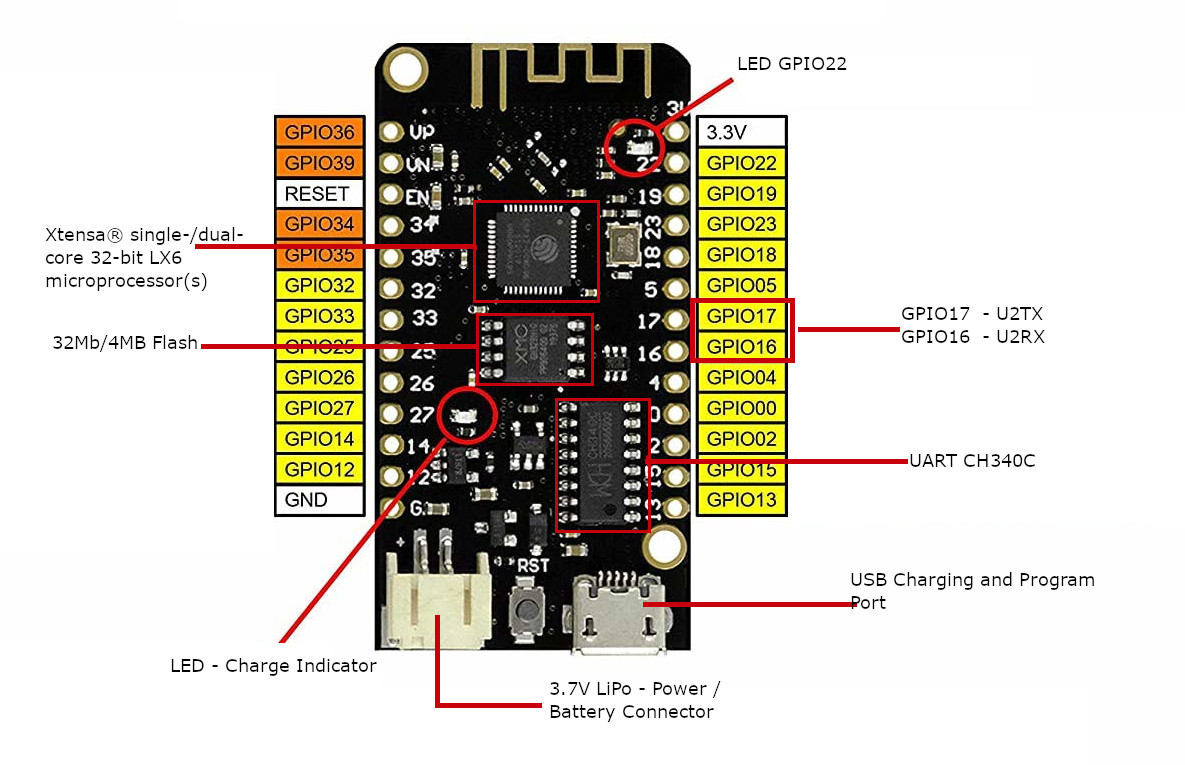 LED GPIO22
3V
GPIO36
UP
3.3V
GPIO39
UN
22
GPIO22
RESET
EN
19
GPIO19
GPIO34
34
23
GPIO23
Xtensa® single-/dual-
core 32-bit LX6
microprocessor(s)
GPIO35
35
18
GPIO18
GPIO32
32
5
GPIO05
GPIO33
33
17
GPIO17
GPIO17 - U2TX
GPIO16 - U2RX
32Mb/4MB Flash
GPIO25
25
XMC
16
GPIO16
GPIO26
26
4
GPIO04
GPIO27
27
CH340C
0
GPIO00
GPIO14
14
2
GPIO02
UART CH340C
GPIO12
12
15
GPIO15
GND
G
13
GPIO13
+
RST
USB Charging and Program
Port
LED - Charge Indicator
3.7V LiPo - Power /
Battery Connector